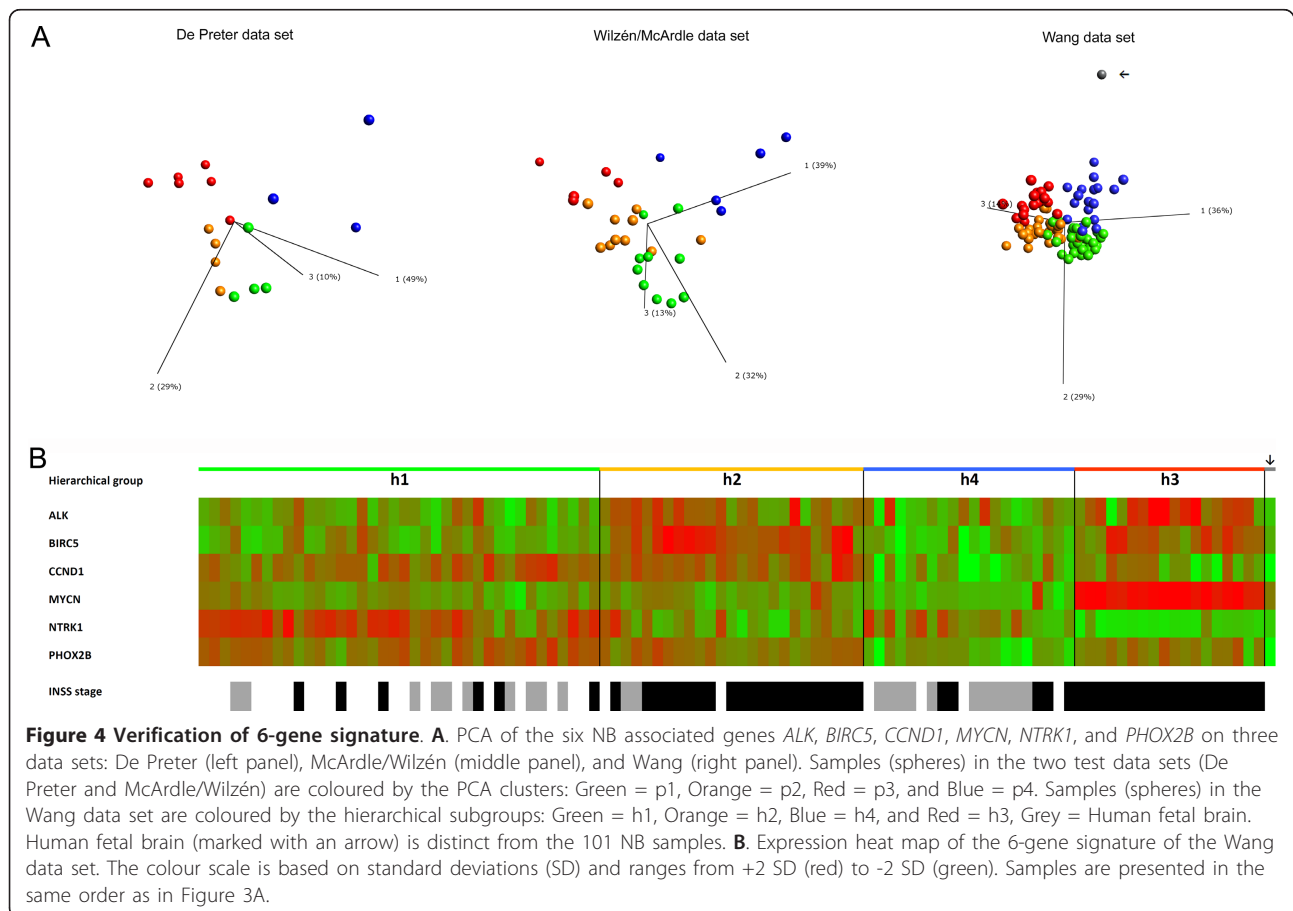 A
De Preter data set
Wilzén/McArdle data set
Wang data set
←
1 (39%)
3 (10%)
1 (49%)
2 (29%)
3 (13%)
2 (32%)
1 (36%)
2 (29%)
B
↓
Hierarchical group
h1
h2
h4
h3
ALK
BIRC5
CCND1
MYCN
NTRK1
PHOX2B
INSS stage
Figure 4 Verification of 6-gene signature. A. PCA of the six NB associated genes ALK, BIRC5, CCND1, MYCN, NTRK1, and PHOX2B on three
data sets: De Preter (left panel), McArdle/Wilzén (middle panel), and Wang (right panel). Samples (spheres) in the two test data sets (De
Preter and McArdle/Wilzén) are coloured by the PCA clusters: Green = p1, Orange = p2, Red = p3, and Blue = p4. Samples (spheres) in the
Wang data set are coloured by the hierarchical subgroups: Green = h1, Orange = h2, Blue = h4, and Red = h3, Grey = Human fetal brain.
Human fetal brain (marked with an arrow) is distinct from the 101 NB samples. B. Expression heat map of the 6-gene signature of the Wang
data set. The colour scale is based on standard deviations (SD) and ranges from +2 SD (red) to -2 SD (green). Samples are presented in the
same order as in Figure 3A.